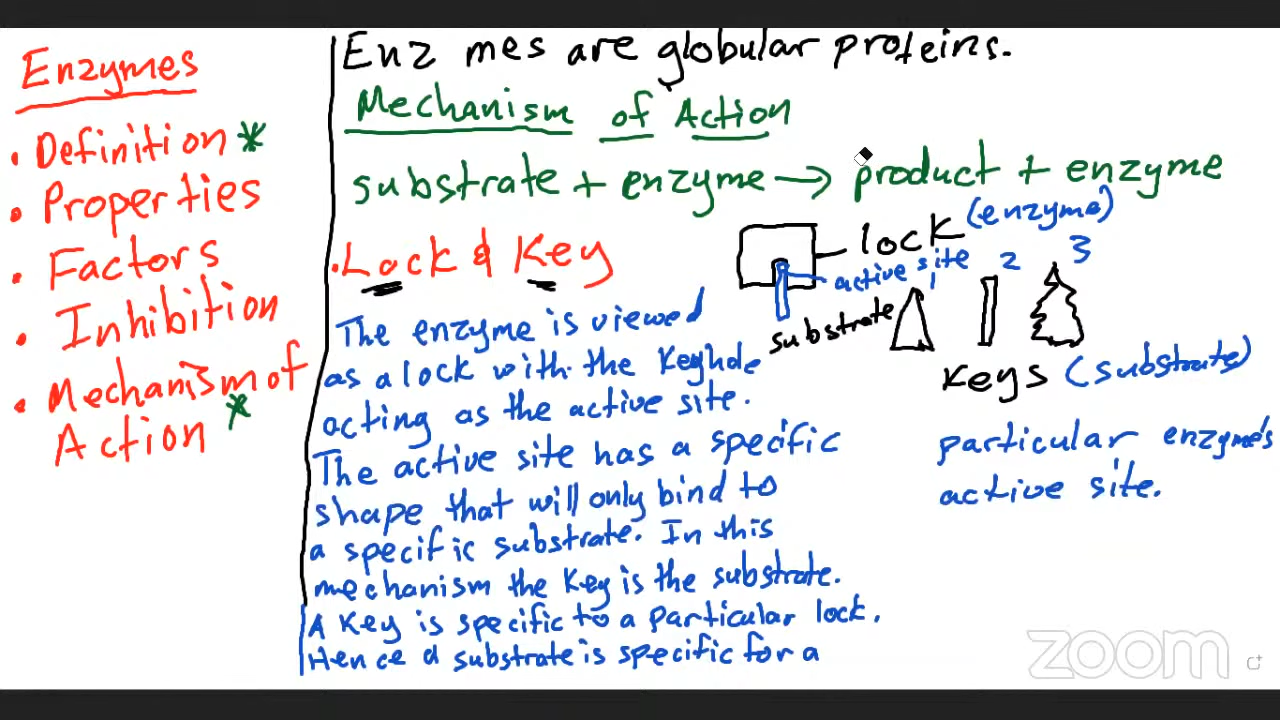 Enzymes
• Definition *
• Properties
• Factors
• Inhibition
• Mechanism of
Action *
Enz mes are globular proteins.
Mechanism of Action
substrate + enzyme → product + enzyme
• Lock & Key
lock (enzyme)
active site
substrate
1 2 3
Keys (substrate)
The enzyme is viewed
as a lock with the Keyhole
acting as the active site.
The active site has a specific
shape that will only bind to
a specific substrate. In this
mechanism the Key is the substrate.
A Key is specific to a particular lock.
Hence a substrate is specific for a
particular enzyme's
active site.
zoom